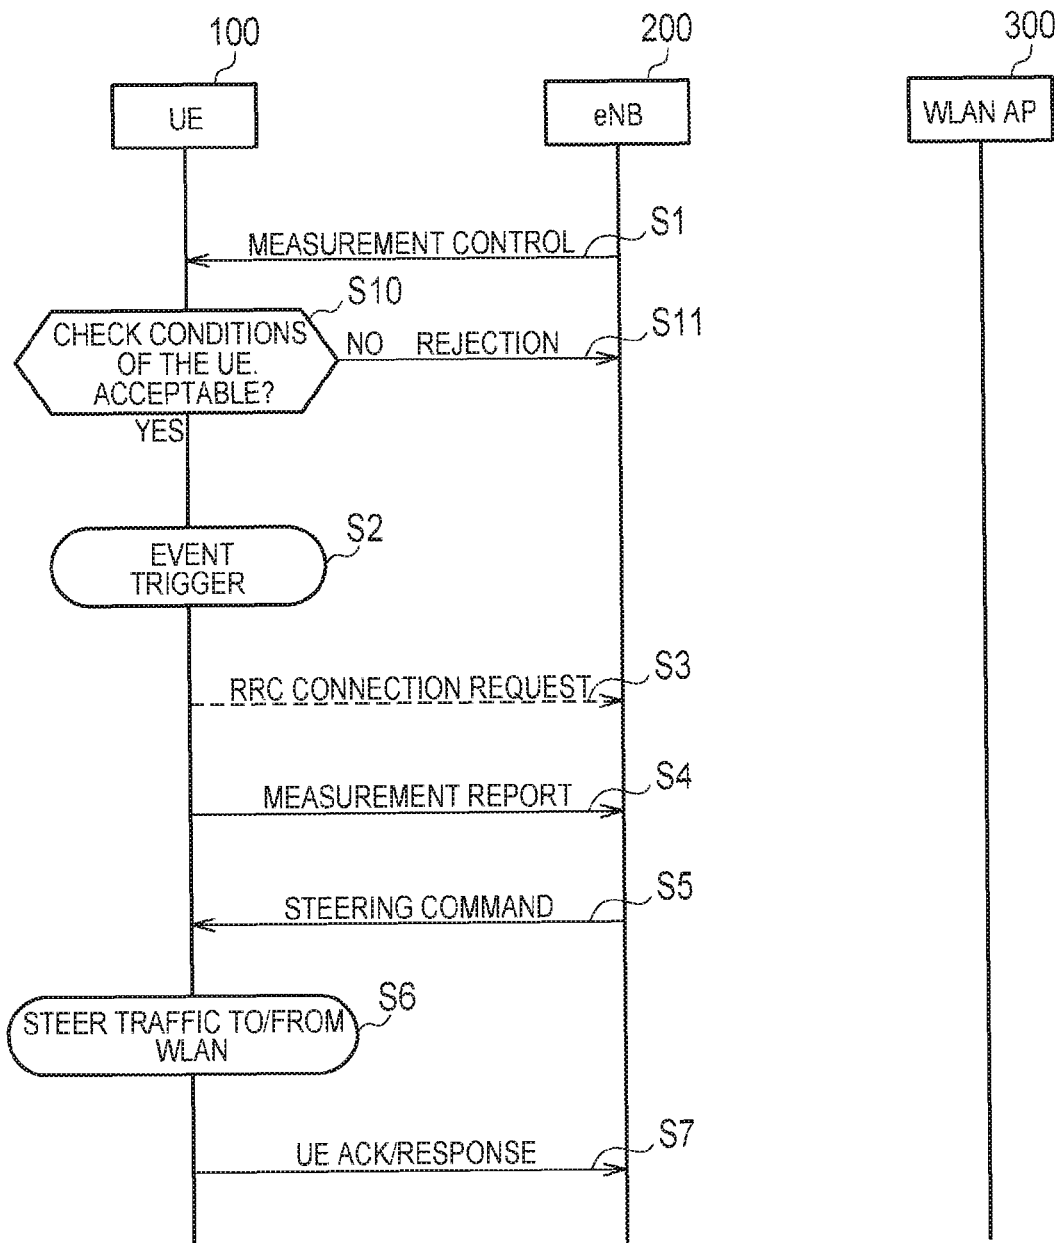 100
200
300
UE
eNB
WLAN AP
MEASUREMENT CONTROL
S1
S10
CHECK CONDITIONS
OF THE UE.
ACCEPTABLE?
NO
REJECTION
S11
YES
S2
EVENT
TRIGGER
RRC CONNECTION REQUEST
S3
MEASUREMENT REPORT
S4
STEERING COMMAND
S5
STEER TRAFFIC TO/FROM
WLAN
S6
UE ACK/RESPONSE
S7